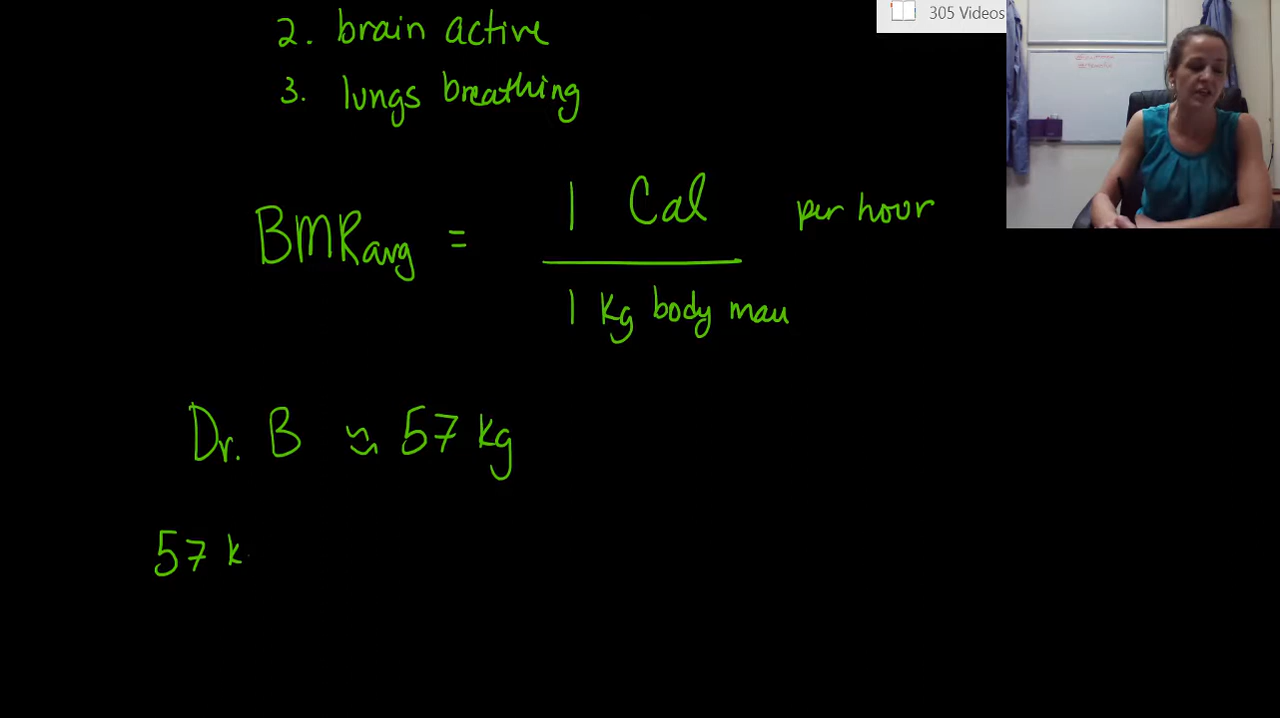 305 Videos
2. brain active
3. lungs breathing
BMRavg = 1 Cal per hour
1 kg body mass
Dr. B ≈ 57 kg
57 k